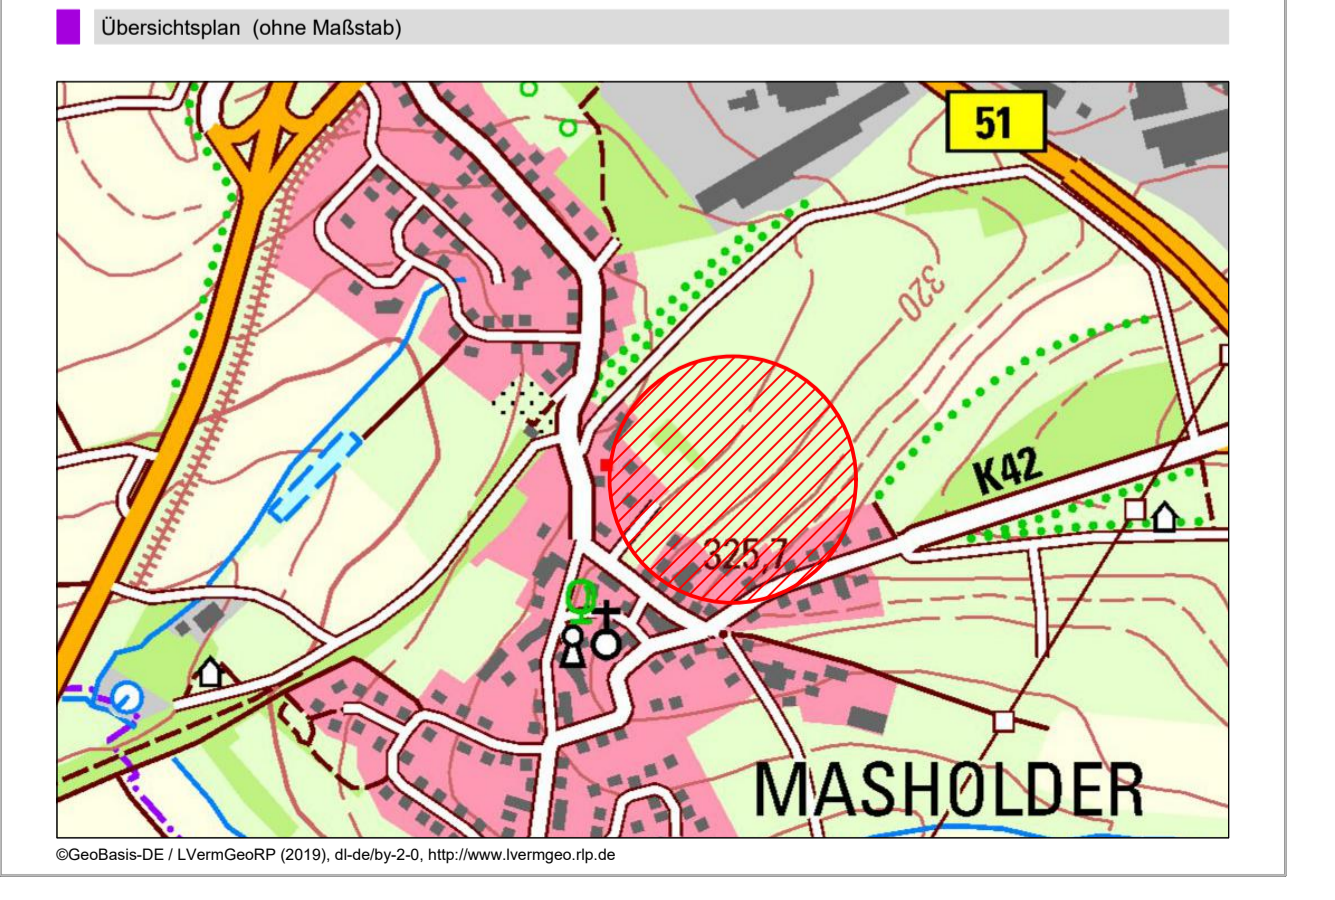 Übersichtsplan (ohne Maßstab)
51
320
K42
325,7
MASHOLDER
©GeoBasis-DE / LVermGeoRP (2019), dl-de/by-2-0, http://www.lvermgeo.rlp.de